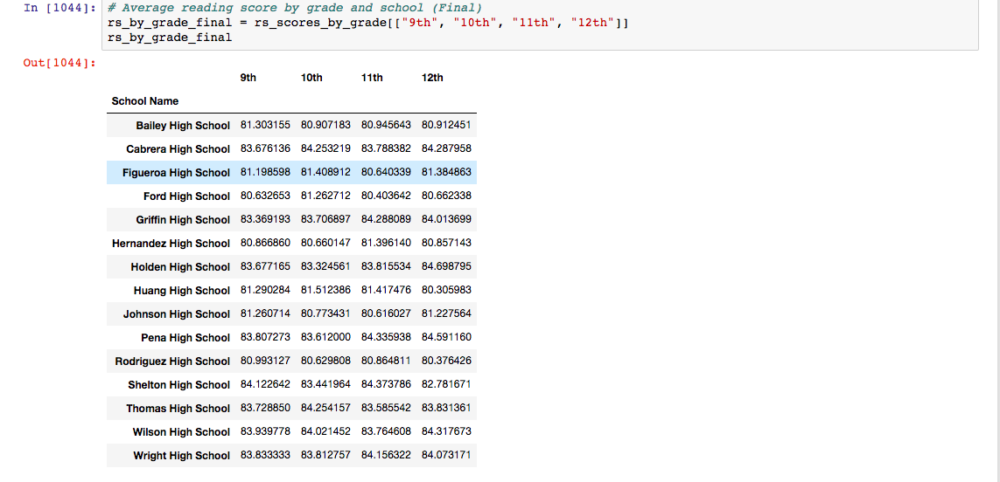 In [1044]: # Average reading score by grade and school (Final)
rs_by_grade_final = rs_scores_by_grade[["9th", "10th", "11th", "12th"]]
rs_by_grade_final
Out[1044]:
9th 10th 11th 12th
School Name
Bailey High School 81.303155 80.907183 80.945643 80.912451
Cabrera High School 83.676136 84.253219 83.788382 84.287958
Figueroa High School 81.198598 81.408912 80.640339 81.384863
Ford High School 80.632653 81.262712 80.403642 80.662338
Griffin High School 83.369193 83.706897 84.288089 84.013699
Hernandez High School 80.866860 80.660147 81.396140 80.857143
Holden High School 83.677165 83.324561 83.815534 84.698795
Huang High School 81.290284 81.512386 81.417476 80.305983
Johnson High School 81.260714 80.773431 80.616027 81.227564
Pena High School 83.807273 83.612000 84.335938 84.591160
Rodriguez High School 80.993127 80.629808 80.864811 80.376426
Shelton High School 84.122642 83.441964 84.373786 82.781671
Thomas High School 83.728850 84.254157 83.585542 83.831361
Wilson High School 83.939778 84.021452 83.764608 84.317673
Wright High School 83.833333 83.812757 84.156322 84.073171